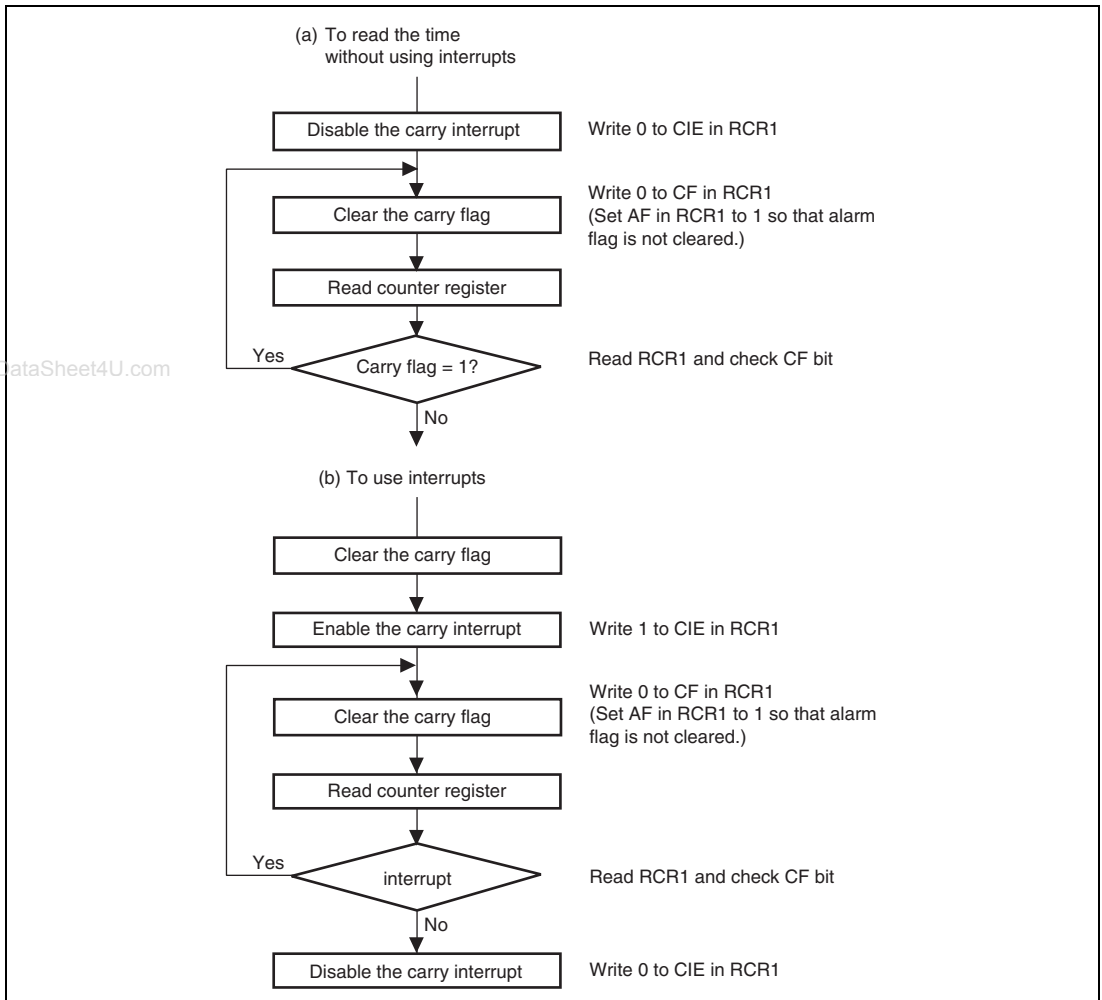 (a) To read the time
without using interrupts
Disable the carry interrupt
Write 0 to CIE in RCR1
Clear the carry flag
Write 0 to CF in RCR1
(Set AF in RCR1 to 1 so that alarm
flag is not cleared.)
Read counter register
Carry flag = 1?
Yes
Read RCR1 and check CF bit
DataSheet4U.com
No
(b) To use interrupts
Clear the carry flag
Enable the carry interrupt
Write 1 to CIE in RCR1
Clear the carry flag
Write 0 to CF in RCR1
(Set AF in RCR1 to 1 so that alarm
flag is not cleared.)
Read counter register
Yes
interrupt
Read RCR1 and check CF bit
No
Disable the carry interrupt
Write 0 to CIE in RCR1